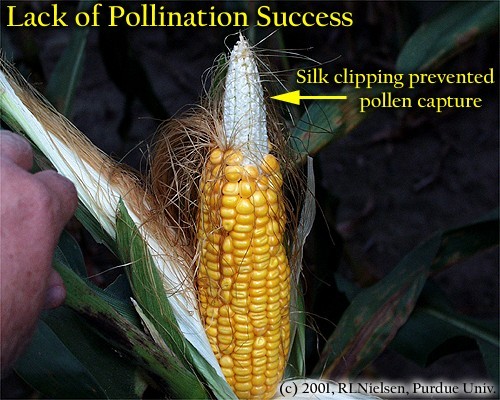 Lack of Pollination Success
Silk clipping prevented
pollen capture
(c) 2001, RLNielsen, Purdue Univ.